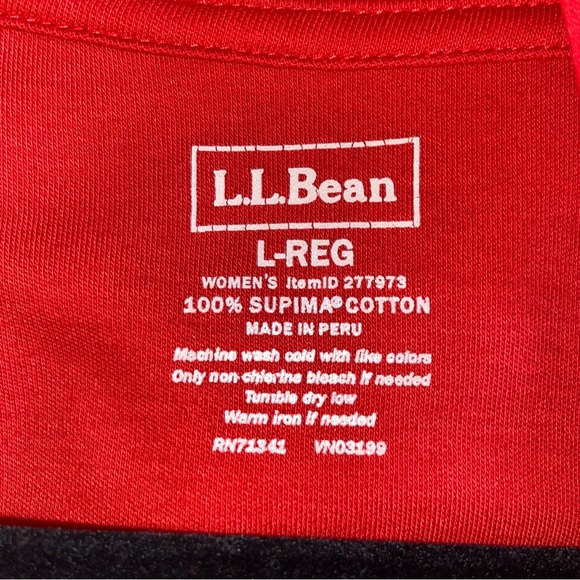 L.L.Bean
L-REG
WOMEN'S ItemID 277973
100% SUPIMA® COTTON
MADE IN PERU
Machine wash cold with like colors
Only non-chlorine bleach if needed
Tumble dry low
Warm iron if needed
RN71341 VN03199